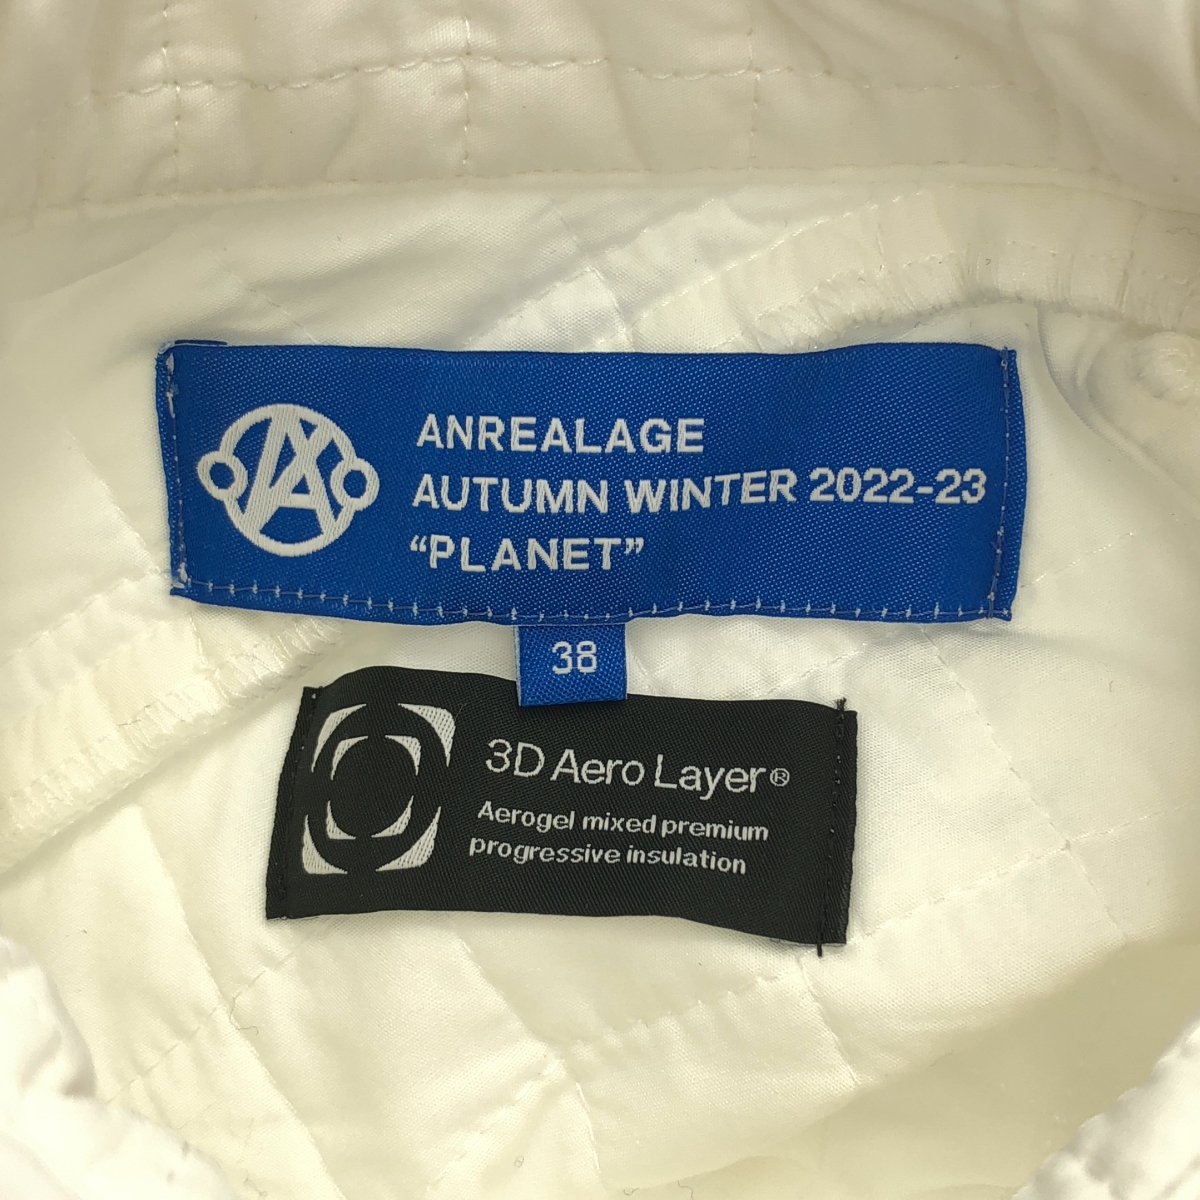 ANREALAGE
AUTUMN WINTER 2022-23
“PLANET”
38
3D Aero Layer®
Aerogel mixed premium
progressive insulation